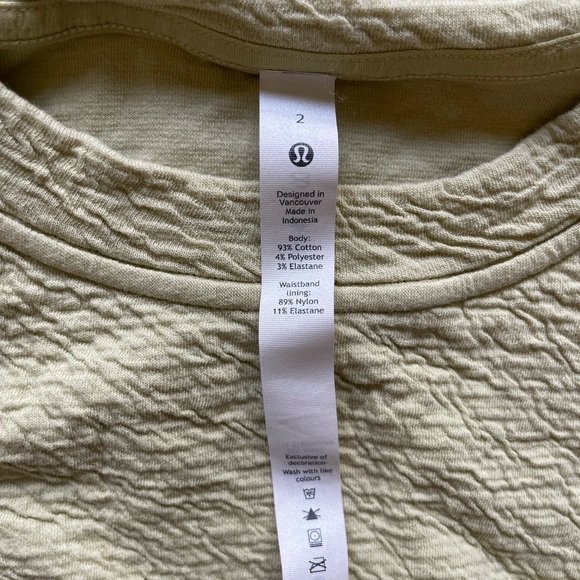 2
Designed in
Vancouver
Made in
Indonesia
Body:
93% Cotton
4% Polyester
3% Elastane
Waistband
lining:
89% Nylon
11% Elastane
Exclusive of
decoration
Wash with like
colours